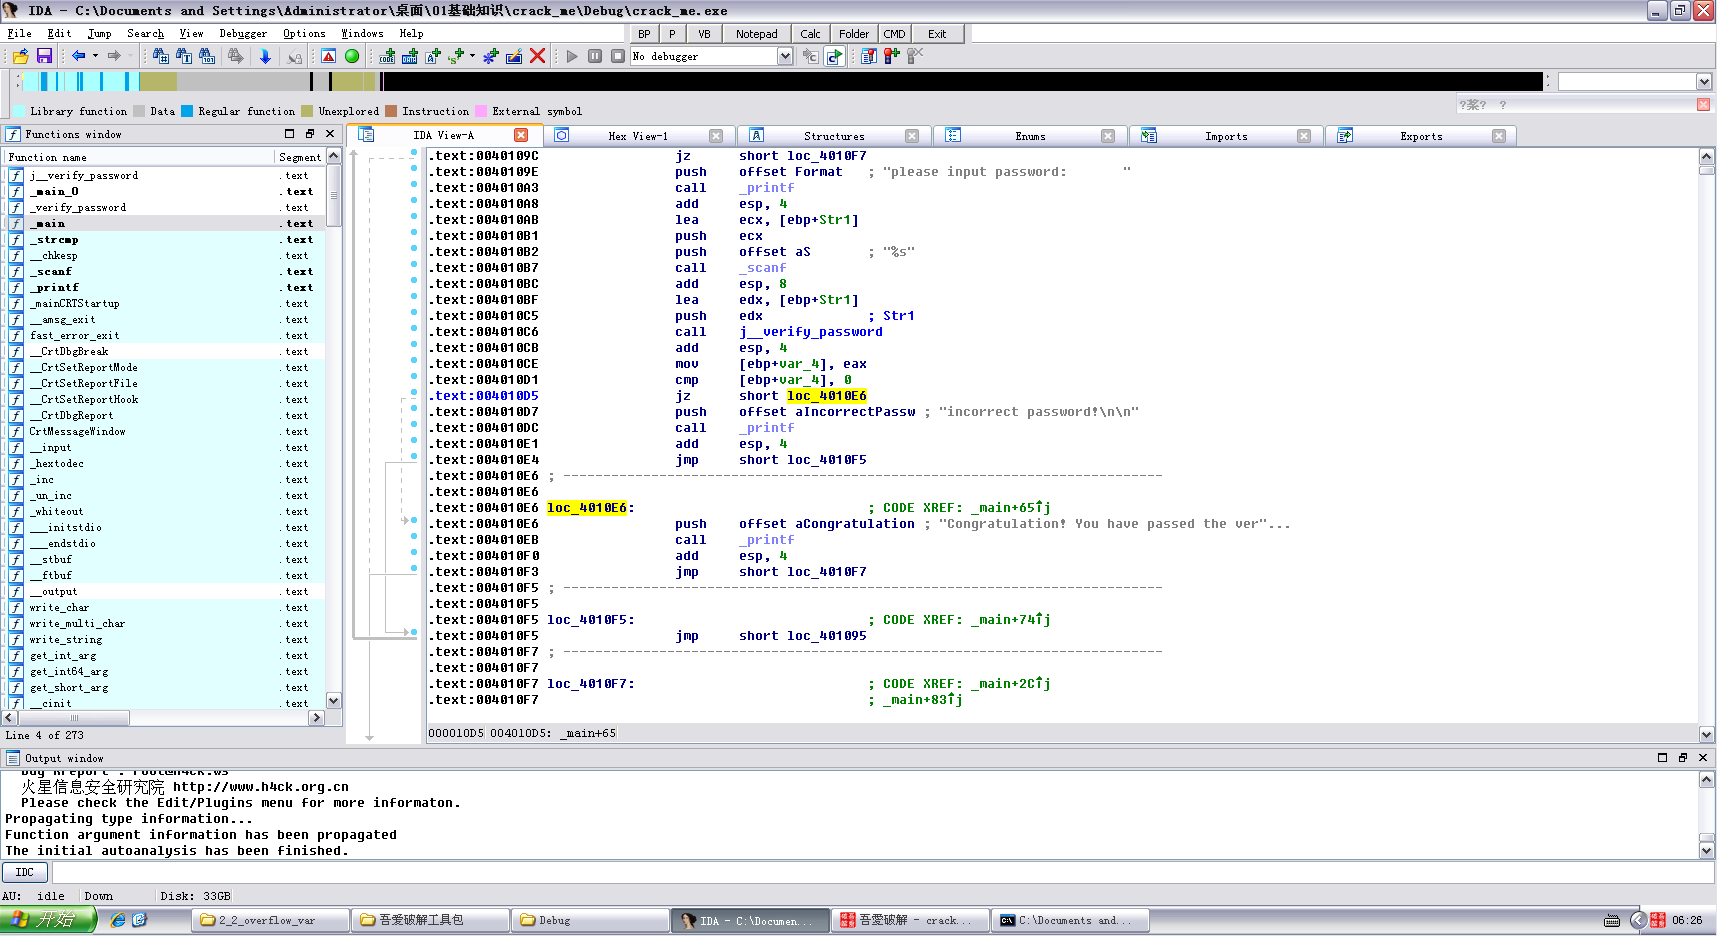 IDA - C:\Documents and Settings\Administrator\桌面\01基础知识\crack_me\Debug\crack_me.exe
File Edit Jump Search View Debugger Options Windows Help
BP P VB Notepad Calc Folder CMD Exit
No debugger
Library function Data Regular function Unexplored Instruction External symbol
Functions window
IDA View-A Hex View-1 Structures Enums Imports Exports
Function name Segment
j__verify_password .text
_main_0 .text
_verify_password .text
_main .text
_strcmp .text
__chkesp .text
_scanf .text
_printf .text
_mainCRTStartup .text
__amsg_exit .text
fast_error_exit .text
__CrtDbgBreak .text
__CrtSetReportMode .text
__CrtSetReportFile .text
__CrtSetReportHook .text
__CrtDbgReport .text
CrtMessageWindow .text
__input .text
_hextodec .text
_inc .text
_un_inc .text
_whiteout .text
___initstdio .text
___endstdio .text
__stbuf .text
__ftbuf .text
__output .text
write_char .text
write_multi_char .text
write_string .text
get_int_arg .text
get_int64_arg .text
get_short_arg .text
__cinit .text
Line 4 of 273
.text:0040109C jz short loc_4010F7
.text:0040109E push offset Format ; "please input password: "
.text:004010A3 call _printf
.text:004010A8 add esp, 4
.text:004010AB lea ecx, [ebp+Str1]
.text:004010B1 push ecx
.text:004010B2 push offset aS ; "%s"
.text:004010B7 call _scanf
.text:004010BC add esp, 8
.text:004010BF lea edx, [ebp+Str1]
.text:004010C5 push edx ; Str1
.text:004010C6 call j__verify_password
.text:004010CB add esp, 4
.text:004010CE mov [ebp+var_4], eax
.text:004010D1 cmp [ebp+var_4], 0
.text:004010D5 jz short loc_4010E6
.text:004010D7 push offset aIncorrectPassw ; "incorrect password!\n\n"
.text:004010DC call _printf
.text:004010E1 add esp, 4
.text:004010E4 jmp short loc_4010F5
.text:004010E6 ; ---------------------------------------------------------------------------
.text:004010E6
.text:004010E6 loc_4010E6: ; CODE XREF: _main+65↑j
.text:004010E6 push offset aCongratulation ; "Congratulation! You have passed the ver"...
.text:004010EB call _printf
.text:004010F0 add esp, 4
.text:004010F3 jmp short loc_4010F7
.text:004010F5 ; ---------------------------------------------------------------------------
.text:004010F5
.text:004010F5 loc_4010F5: ; CODE XREF: _main+74↑j
.text:004010F5 jmp short loc_401095
.text:004010F7 ; ---------------------------------------------------------------------------
.text:004010F7
.text:004010F7 loc_4010F7: ; CODE XREF: _main+2C↑j
.text:004010F7 ; _main+83↑j
000010D5 004010D5: _main+65
Output window
Bug Rreport : root@h4ck.ws
火星信息安全研究院 http://www.h4ck.org.cn
Please check the Edit/Plugins menu for more informaton.
Propagating type information...
Function argument information has been propagated
The initial autoanalysis has been finished.
IDC
AU: idle Down Disk: 33GB
开始 2_2_overflow_var 吾爱破解工具包 Debug IDA - C:\Documen... 吾爱破解 - crack... C:\Documents and... 06:26